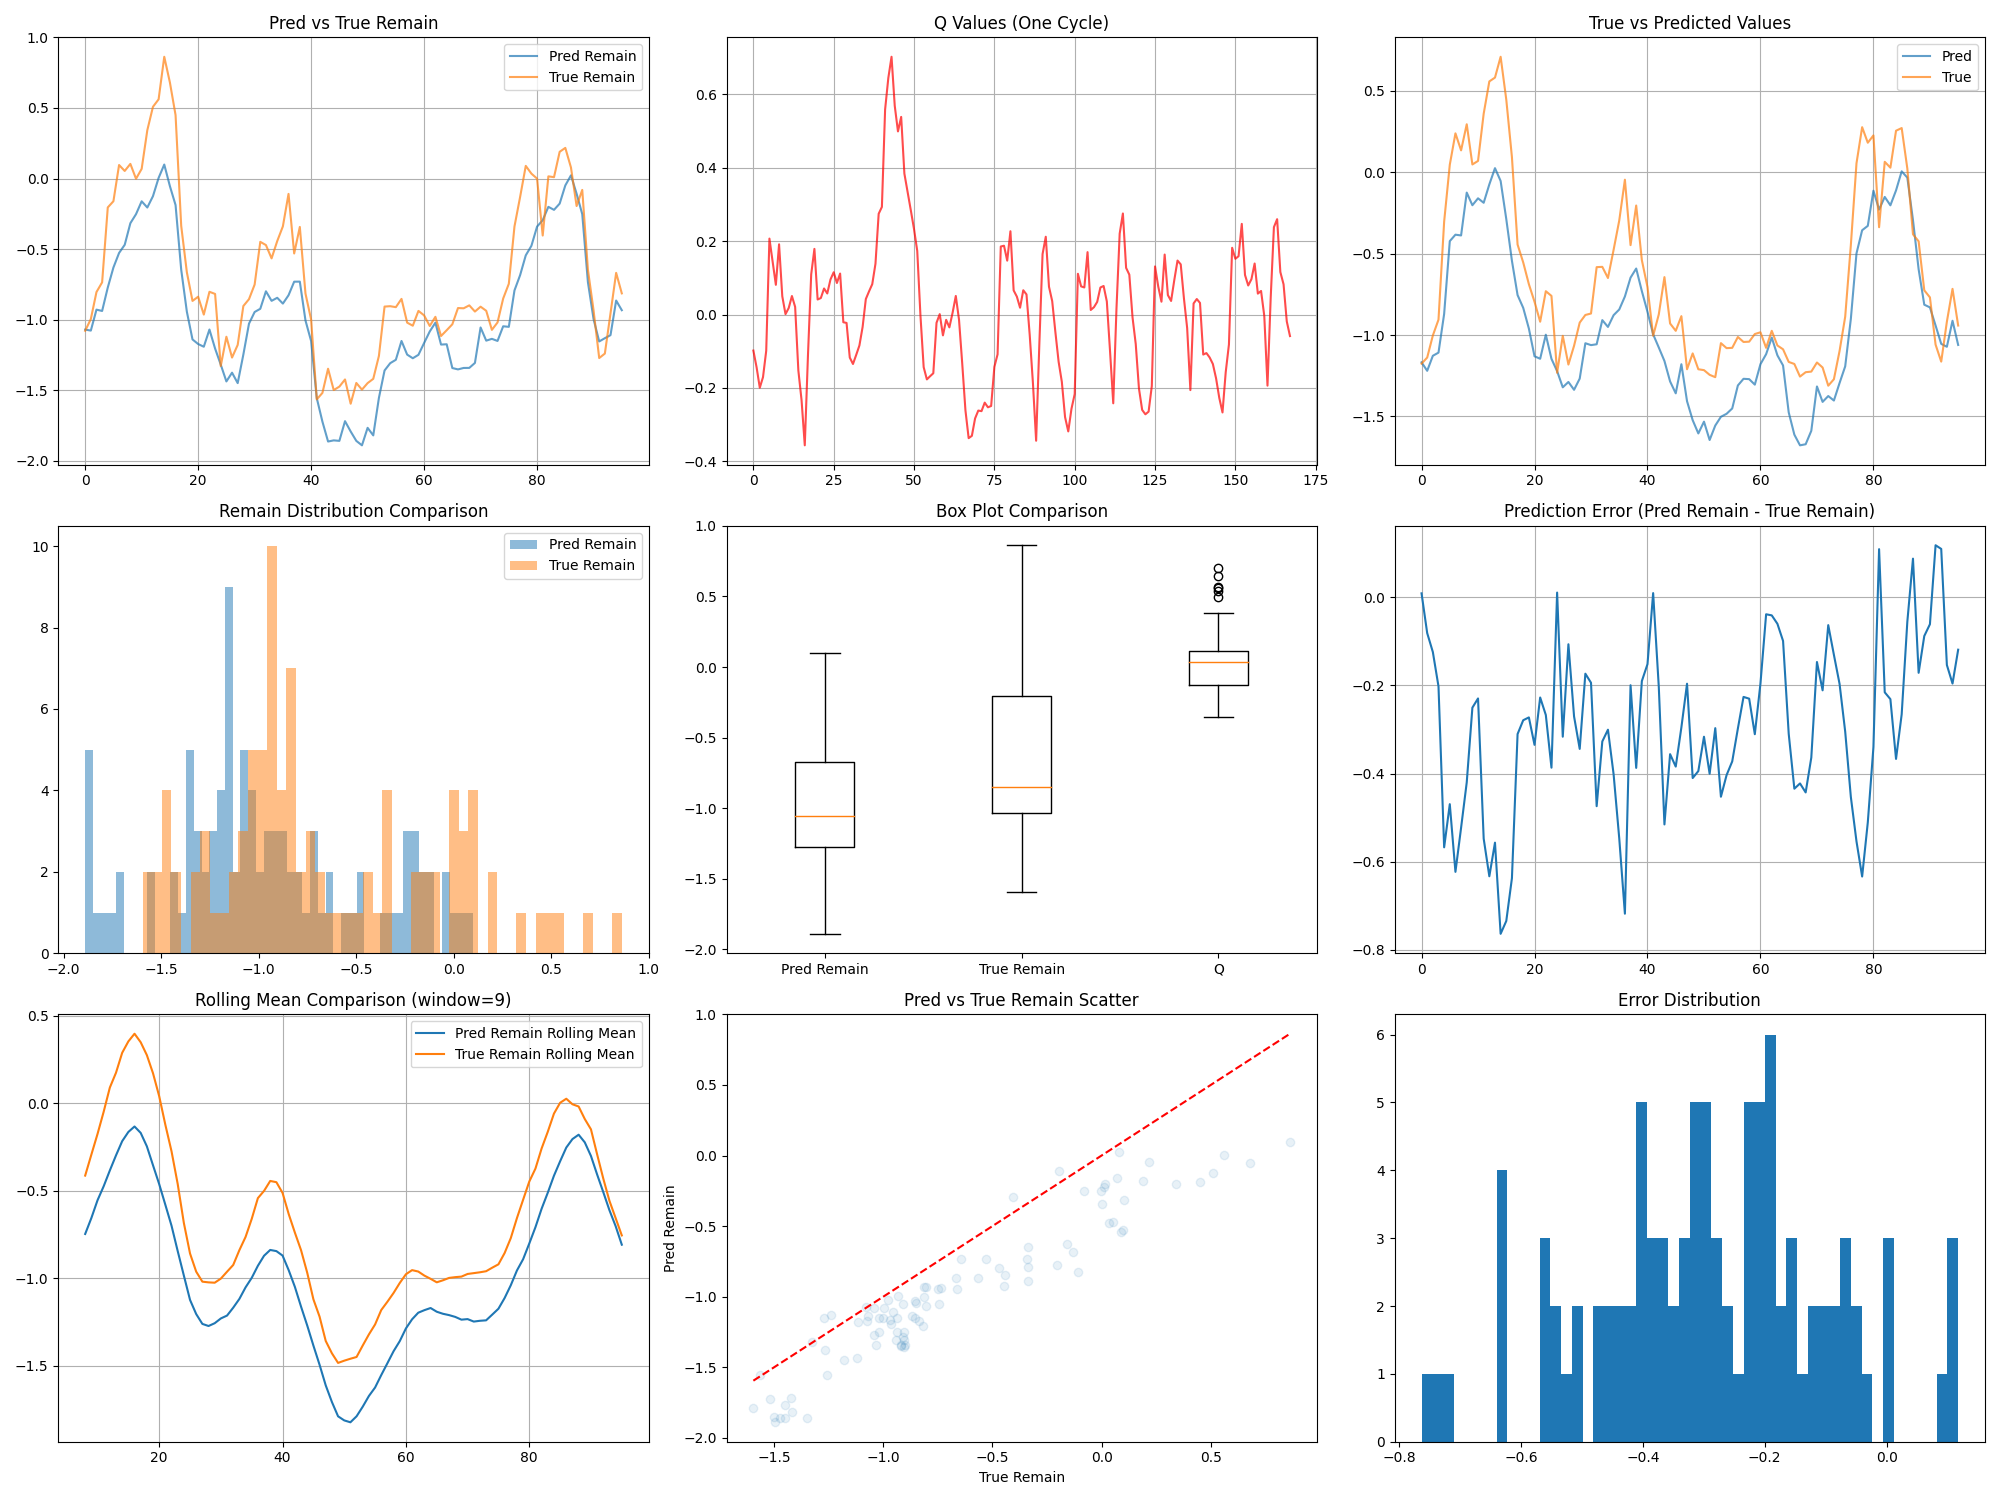 Pred vs True Remain
Pred Remain
True Remain
1.0
0.5
0.0
−0.5
−1.0
−1.5
−2.0
0 20 40 60 80
Q Values (One Cycle)
0.6
0.4
0.2
0.0
−0.2
−0.4
0 25 50 75 100 125 150 175
True vs Predicted Values
Pred
True
0.5
0.0
−0.5
−1.0
−1.5
0 20 40 60 80
Remain Distribution Comparison
Pred Remain
True Remain
10
8
6
4
2
0
−2.0 −1.5 −1.0 −0.5 0.0 0.5 1.0
Box Plot Comparison
1.0
0.5
0.0
−0.5
−1.0
−1.5
−2.0
Pred Remain True Remain Q
Prediction Error (Pred Remain - True Remain)
0.0
−0.2
−0.4
−0.6
−0.8
0 20 40 60 80
Rolling Mean Comparison (window=9)
Pred Remain Rolling Mean
True Remain Rolling Mean
0.5
0.0
−0.5
−1.0
−1.5
20 40 60 80
Pred vs True Remain Scatter
Pred Remain
1.0
0.5
0.0
−0.5
−1.0
−1.5
−2.0
−1.5 −1.0 −0.5 0.0 0.5
True Remain
Error Distribution
6
5
4
3
2
1
0
−0.8 −0.6 −0.4 −0.2 0.0